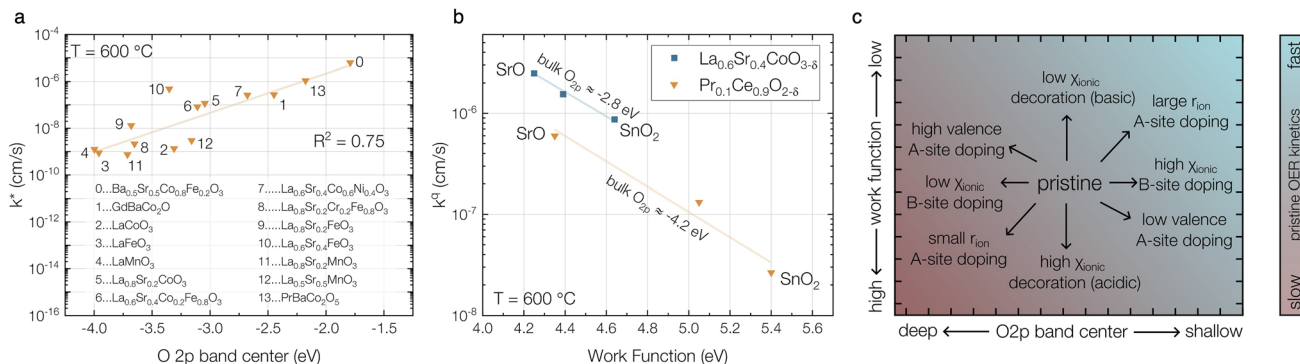 a
T = 600 °C
R² = 0.75
0
1
2
3
4
5
6
7
8
9
10
11
12
13
0...Ba₀.₅Sr₀.₅Co₀.₈Fe₀.₂O₃
1...GdBaCo₂O
2...LaCoO₃
3...LaFeO₃
4...LaMnO₃
5...La₀.₈Sr₀.₂CoO₃
6...La₀.₆Sr₀.₄Co₀.₂Fe₀.₈O₃
7.....La₀.₆Sr₀.₄Co₀.₆Ni₀.₄O₃
8.....La₀.₈Sr₀.₂Cr₀.₂Fe₀.₈O₃
9.....La₀.₈Sr₀.₂FeO₃
10...La₀.₆Sr₀.₄FeO₃
11...La₀.₈Sr₀.₂MnO₃
12...La₀.₅Sr₀.₅MnO₃
13...PrBaCo₂O₅
k* (cm/s)
10⁻⁴
10⁻⁶
10⁻⁸
10⁻¹⁰
10⁻¹²
10⁻¹⁴
10⁻¹⁶
-4.0
-3.5
-3.0
-2.5
-2.0
-1.5
O 2p band center (eV)
b
La₀.₆Sr₀.₄CoO₃₋δ
Pr₀.₁Ce₀.₉O₂₋δ
SrO
bulk O₂ₚ ≈ -2.8 eV
SnO₂
SrO
bulk O₂ₚ ≈ -4.2 eV
SnO₂
T = 600 °C
k^q (cm/s)
10⁻⁶
10⁻⁷
10⁻⁸
4.0
4.4
4.8
5.2
5.6
Work Function (eV)
c
low χionic
decoration (basic)
large rion
A-site doping
high valence
A-site doping
high χionic
B-site doping
low χionic
B-site doping
pristine
low valence
A-site doping
small rion
A-site doping
high χionic
decoration (acidic)
high
work function
low
deep
O2p band center
shallow
slow
pristine OER kinetics
fast